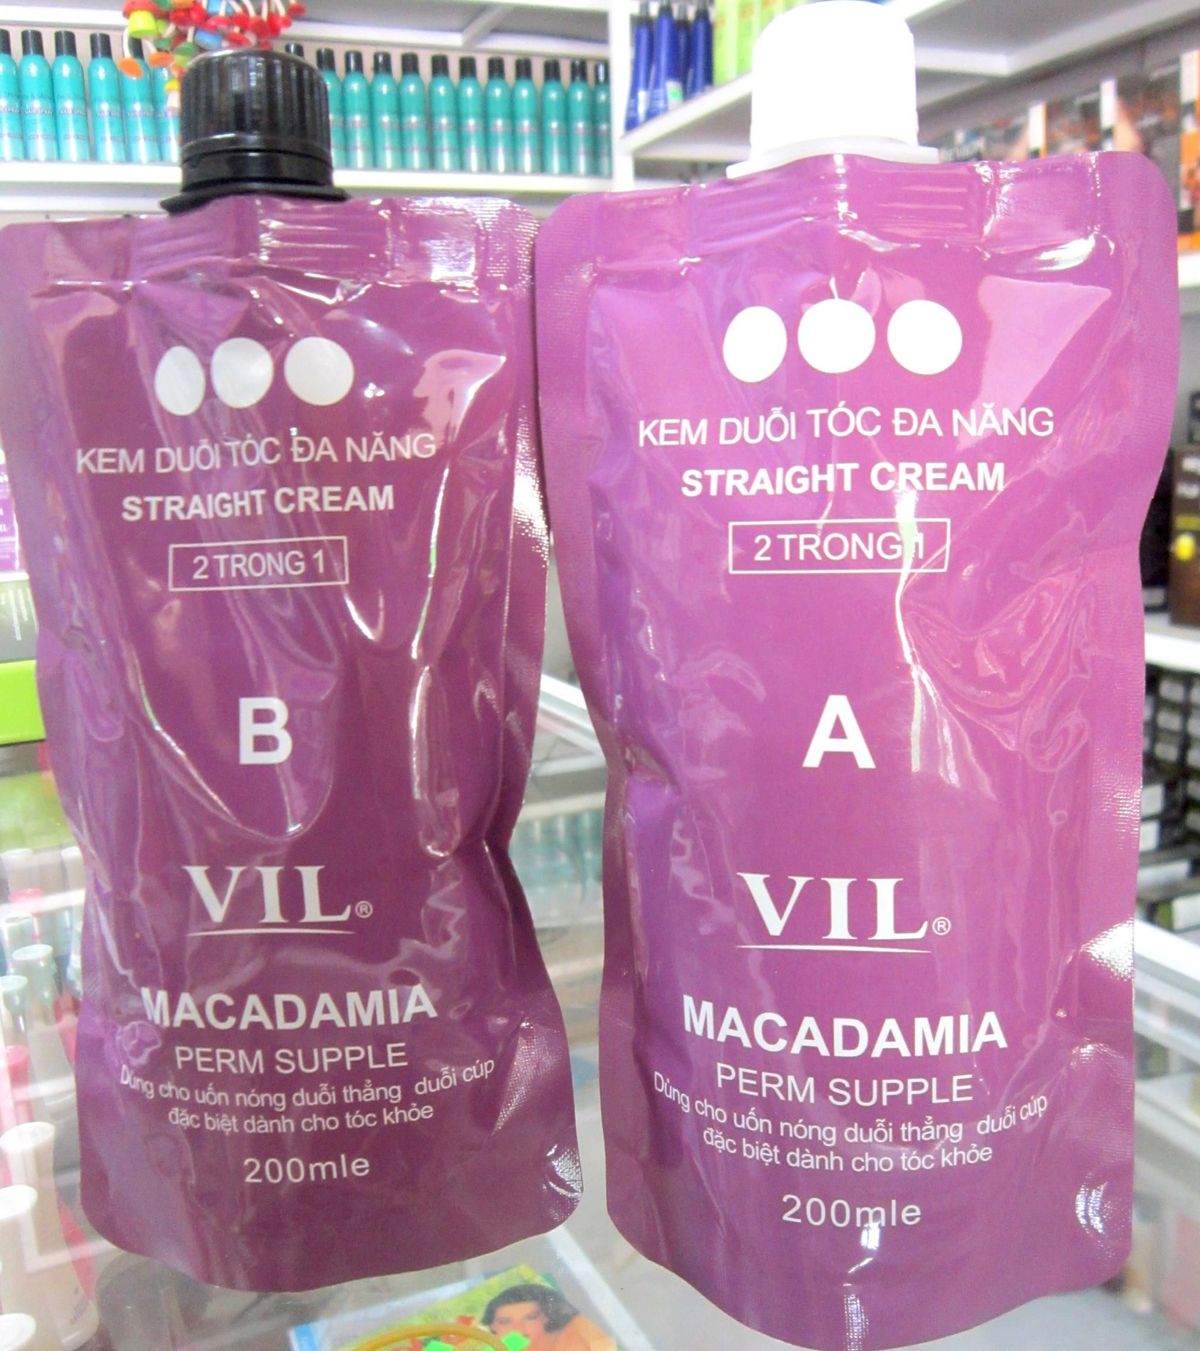 KEM DUỖI TÓC ĐA NĂNG
STRAIGHT CREAM
2 TRONG 1
B
VIL®
MACADAMIA
PERM SUPPLE
Dùng cho uốn nóng duỗi thẳng duỗi cúp
đặc biệt dành cho tóc khỏe
200mle
KEM DUỖI TÓC ĐA NĂNG
STRAIGHT CREAM
2 TRONG 1
A
VIL®
MACADAMIA
PERM SUPPLE
Dùng cho uốn nóng duỗi thẳng duỗi cúp
đặc biệt dành cho tóc khỏe
200mle